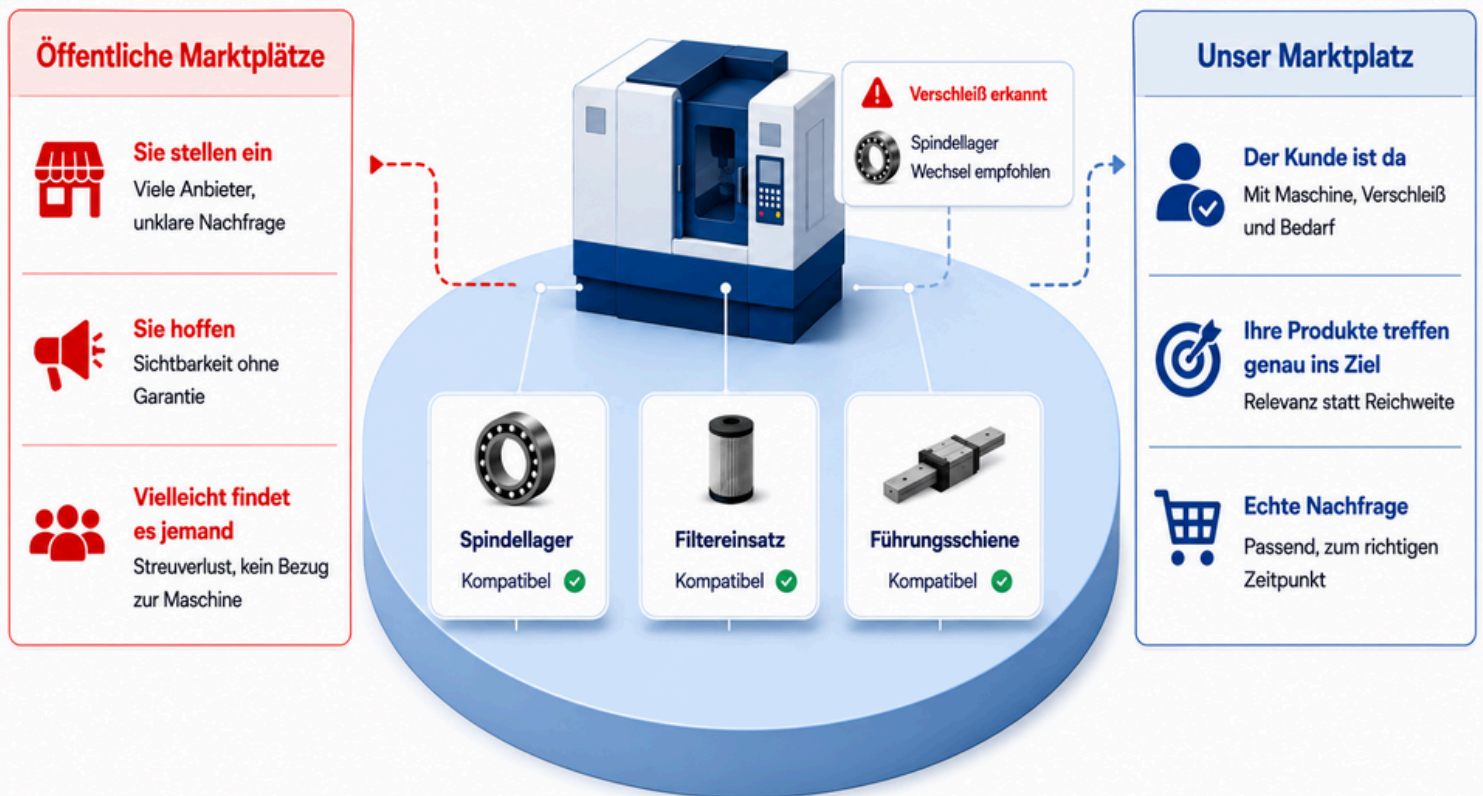 Öffentliche Marktplätze
Sie stellen ein
Viele Anbieter,
unklare Nachfrage
Sie hoffen
Sichtbarkeit ohne
Garantie
Vielleicht findet
es jemand
Streuverlust, kein Bezug
zur Maschine
Verschleiß erkannt
Spindellager
Wechsel empfohlen
Spindellager
Kompatibel
Filtereinsatz
Kompatibel
Führungsschiene
Kompatibel
Unser Marktplatz
Der Kunde ist da
Mit Maschine, Verschleiß
und Bedarf
Ihre Produkte treffen
genau ins Ziel
Relevanz statt Reichweite
Echte Nachfrage
Passend, zum richtigen
Zeitpunkt